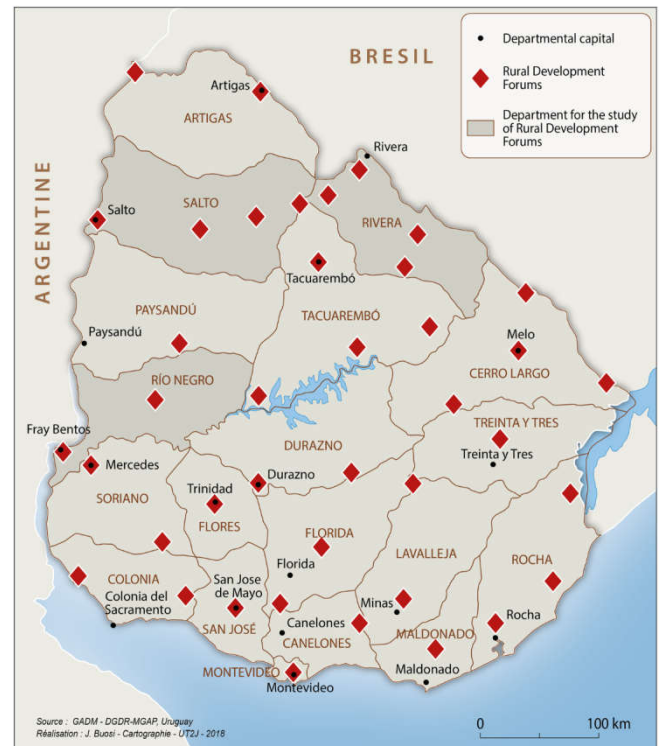 BRESIL
Departmental capital
Rural Development
Forums
Department for the study
of Rural Development
Forums
ARGENTINE
Artigas
ARTIGAS
Rivera
Salto
SALTO
RIVERA
Tacuarembó
PAYSANDÚ
TACUAREMBÓ
Paysandú
Melo
CERRO LARGO
RÍO NEGRO
TREINTA Y TRES
Fray Bentos
DURAZNO
Treinta y Tres
Mercedes
Durazno
Trinidad
SORIANO
FLORES
FLORIDA
LAVALLEJA
ROCHA
COLONIA
Florida
San Jose
de Mayo
Colonia del
Sacramento
Minas
Rocha
Canelones
SAN JOSÉ
CANELONES
MALDONADO
MONTEVIDEO
Maldonado
Montevideo
Source : GADM - DGDR-MGAP, Uruguay
Réalisation : J. Buosi - Cartographie - UT2J - 2018
0 100 km